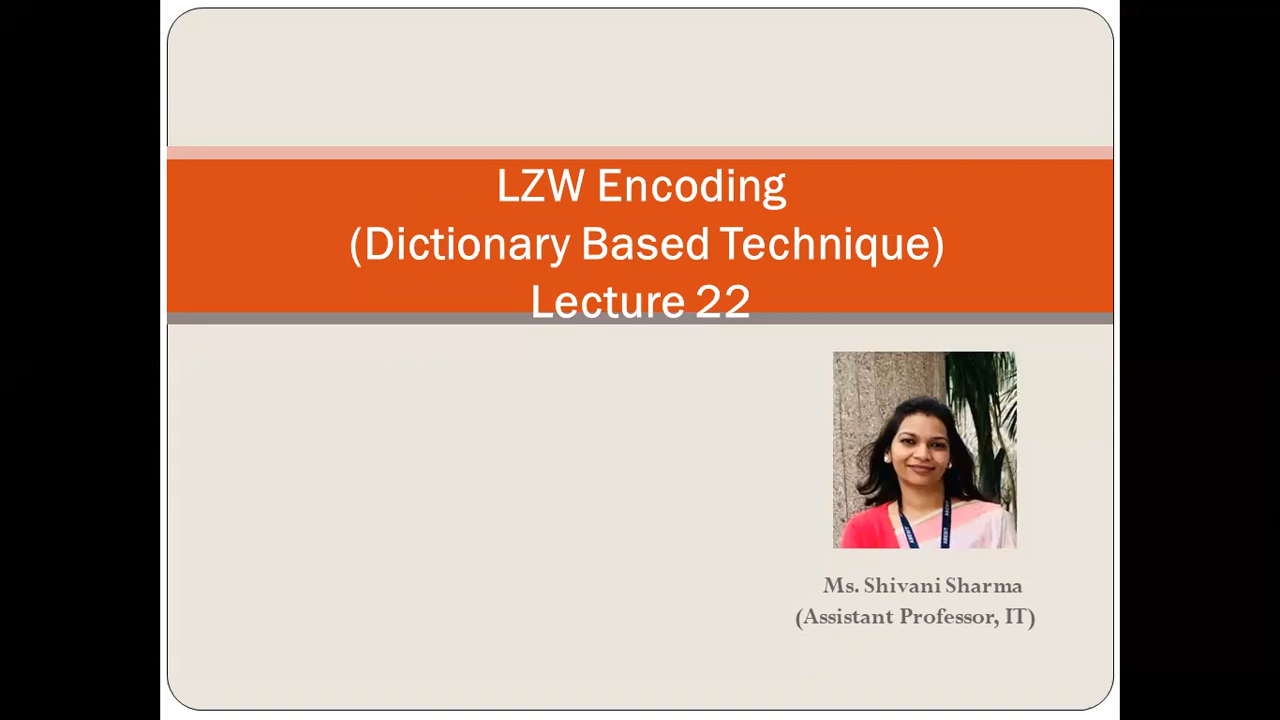 LZW Encoding
(Dictionary Based Technique)
Lecture 22
Ms. Shivani Sharma
(Assistant Professor, IT)